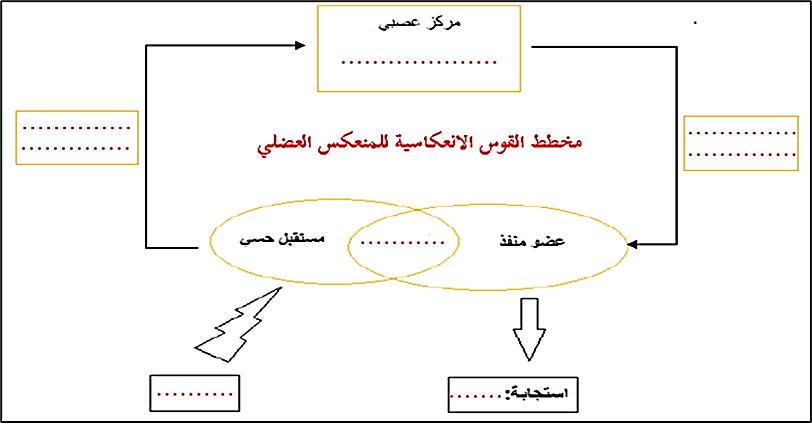 مركز عصبي
....................
..............
..............
مخطط القوس الانعكاسية للمنعكس العضلي
..............
..............
مستقبل حسي
...........
عضو منفذ
..........
استجابة:.......